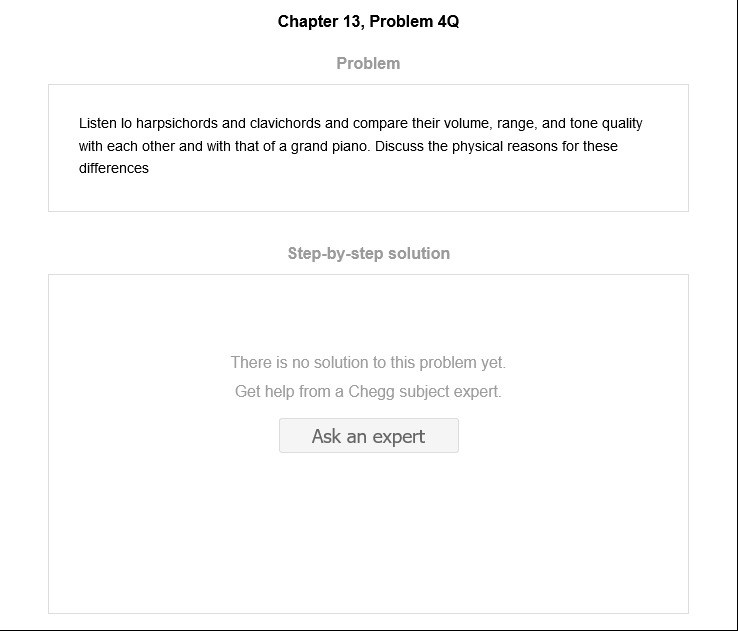 Chapter 13, Problem 4Q
Problem
Listen lo harpsichords and clavichords and compare their volume, range, and tone quality
with each other and with that of a grand piano. Discuss the physical reasons for these
differences
Step-by-step solution
There is no solution to this problem yet.
Get help from a Chegg subject expert.
Ask an expert